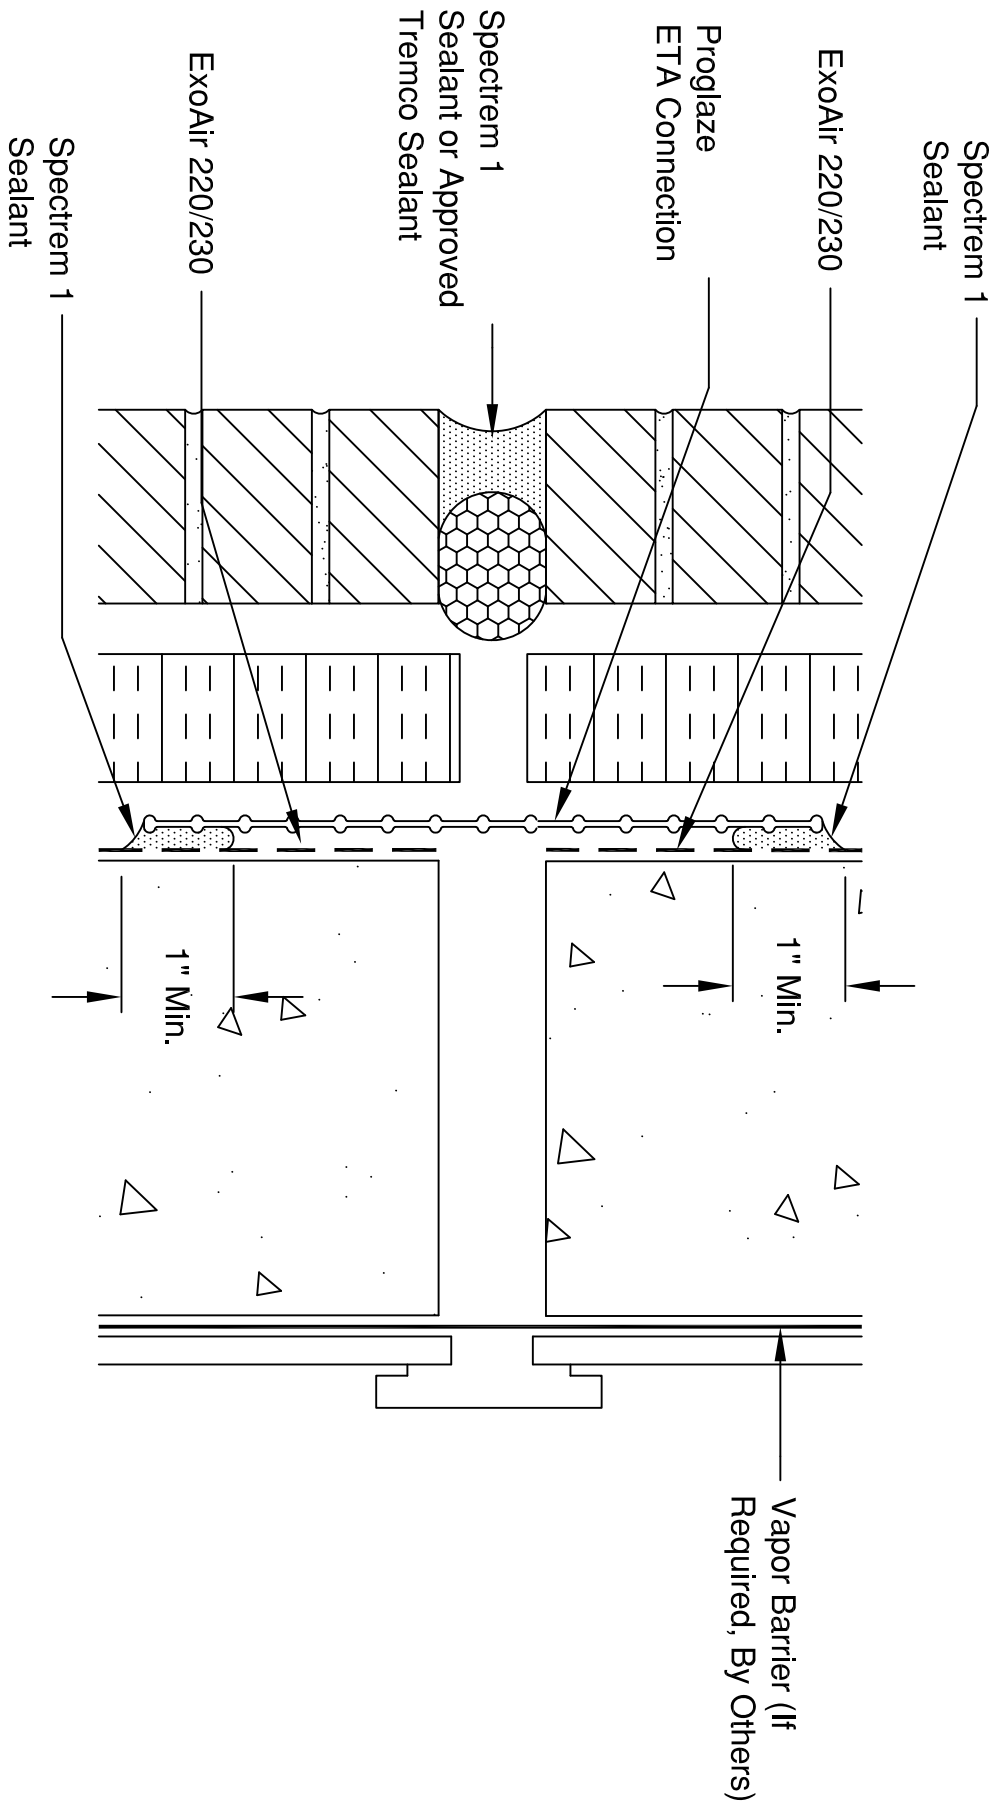 Spectrem 1
Sealant
ExoAir 220/230
1" Min.
Vapor Barrier (If
Required, By Others)
Proglaze
ETA Connection
Spectrem 1
Sealant or Approved
Tremco Sealant
ExoAir 220/230
1" Min.
Spectrem 1
Sealant